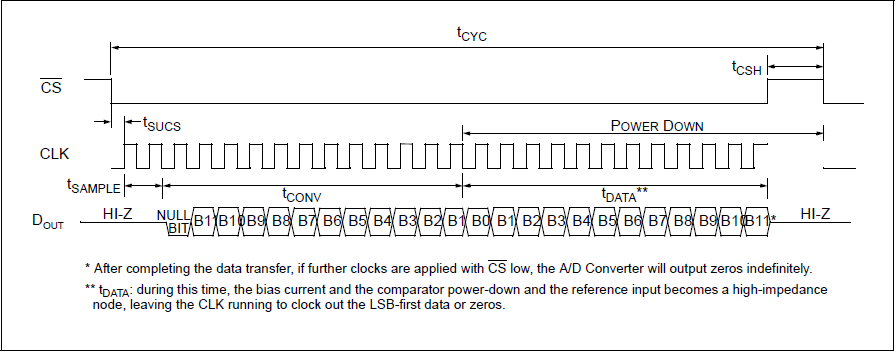 tCYC
tCSH
CS
tSUCS
POWER DOWN
CLK
tSAMPLE
tCONV
tDATA**
DOUT HI-Z NULL BIT B11 B10 B9 B8 B7 B6 B5 B4 B3 B2 B1 B0 B1 B2 B3 B4 B5 B6 B7 B8 B9 B10 B11* HI-Z
* After completing the data transfer, if further clocks are applied with CS low, the A/D Converter will output zeros indefinitely.
** tDATA: during this time, the bias current and the comparator power-down and the reference input becomes a high-impedance
node, leaving the CLK running to clock out the LSB-first data or zeros.